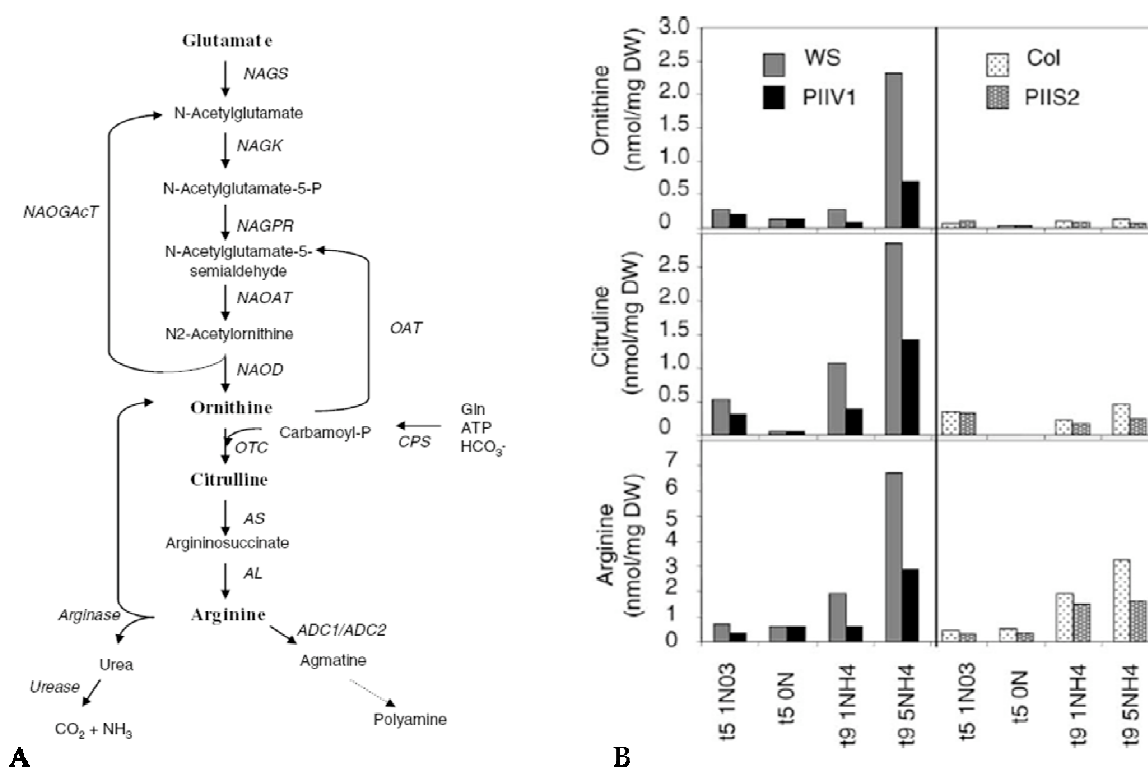 Glutamate
NAGS
N-Acetylglutamate
NAGK
N-Acetylglutamate-5-P
NAOGAcT
NAGPR
N-Acetylglutamate-5-
semialdehyde
NAOAT
N2-Acetylornithine
OAT
NAOD
Ornithine
Gln
ATP
HCO₃⁻
Carbamoyl-P
CPS
OTC
Citrulline
AS
Argininosuccinate
AL
Arginase
Arginine
ADC1/ADC2
Urea
Agmatine
Urease
Polyamine
CO₂ + NH₃
A
B
Ornithine
(nmol/mg DW)
3.0
2.5
2.0
1.5
1.0
0.5
0
WS
PIIV1
Col
PIIS2
Citruline
(nmol/mg DW)
2.5
2.0
1.5
1.0
0.5
0
Arginine
(nmol/mg DW)
7
6
5
4
3
2
1
0
t5 1N03
t5 0N
t9 1NH4
t9 5NH4
t5 1N03
t5 0N
t9 1NH4
t9 5NH4